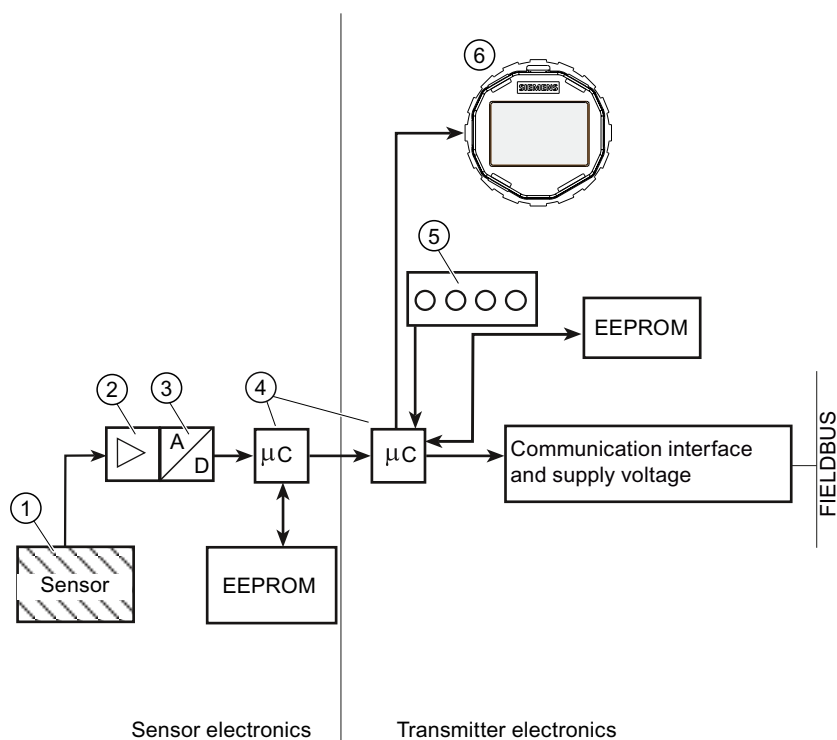 6
SIEMENS
5
EEPROM
2
3
4
A
D
μC
μC
Communication interface
and supply voltage
FIELDBUS
1
Sensor
EEPROM
Sensor electronics
Transmitter electronics